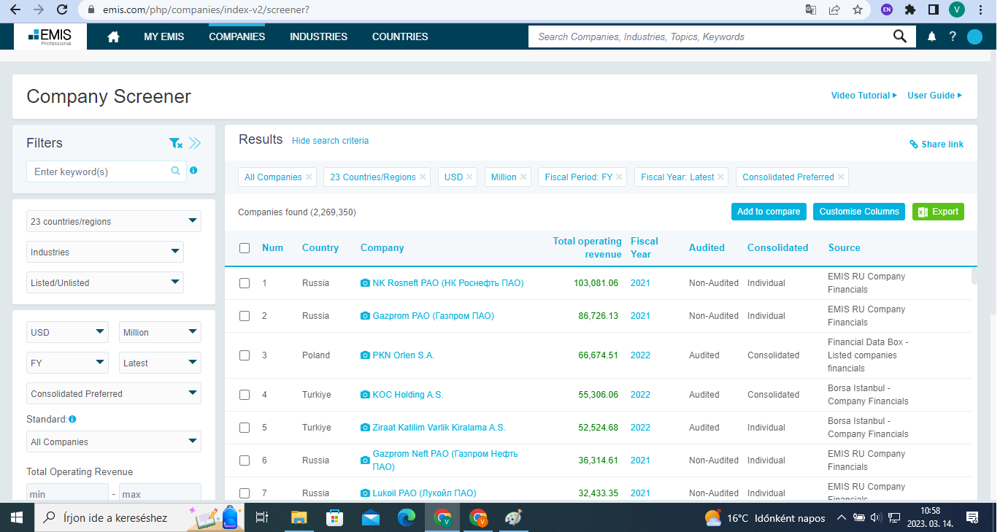 emis.com/php/companies/index-v2/screener?
EN
V
EMIS
Professional
MY EMIS
COMPANIES
INDUSTRIES
COUNTRIES
Search Companies, Industries, Topics, Keywords
?
Company Screener
Video Tutorial
User Guide
Filters
Enter keyword(s)
23 countries/regions
Industries
Listed/Unlisted
USD
Million
FY
Latest
Consolidated Preferred
Standard:
All Companies
Total Operating Revenue
min - max
Results Hide search criteria
Share link
All Companies × 23 Countries/Regions × USD × Million × Fiscal Period: FY × Fiscal Year: Latest × Consolidated Preferred ×
Companies found (2,269,350)
Add to compare
Customise Columns
Export
Num Country Company Total operating revenue Fiscal Year Audited Consolidated Source
1 Russia NK Rosneft PAO (НК Роснефть ПАО) 103,081.06 2021 Non-Audited Individual EMIS RU Company Financials
2 Russia Gazprom PAO (Газпром ПАО) 86,726.13 2021 Non-Audited Individual EMIS RU Company Financials
3 Poland PKN Orlen S.A. 66,674.51 2022 Audited Consolidated Financial Data Box - Listed companies financials
4 Turkiye KOC Holding A.S. 55,306.06 2022 Audited Consolidated Borsa Istanbul - Company Financials
5 Turkiye Ziraat Katilim Varlik Kiralama A.S. 52,524.68 2022 Audited Individual Borsa Istanbul - Company Financials
6 Russia Gazprom Neft PAO (Газпром Нефть ПАО) 36,314.61 2021 Non-Audited Individual EMIS RU Company Financials
7 Russia Lukoil PAO (Лукойл ПАО) 32,433.35 2021 Non-Audited Individual EMIS RU Company Financials
Írjon ide a kereséshez
16°C Időnként napos
10:58
2023. 03. 14.